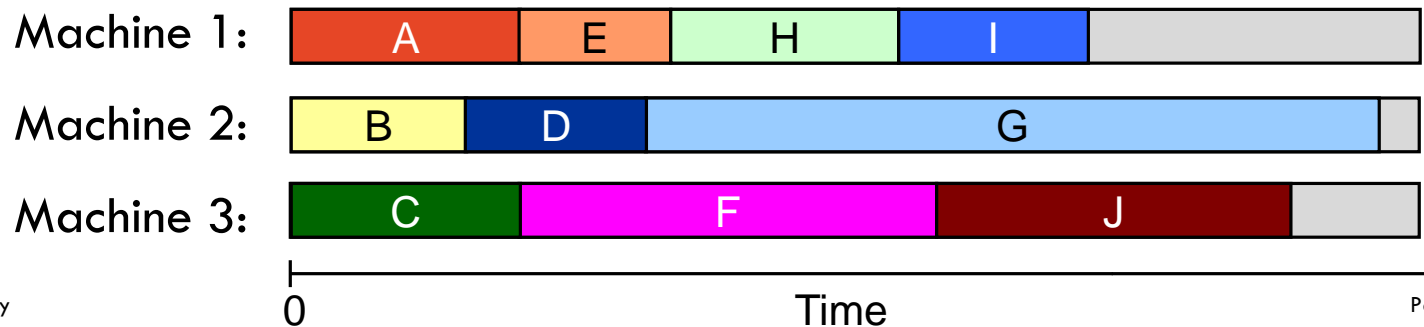 Machine 1: A E H I
Machine 2: B D G
Machine 3: C F J
y 0 Time P